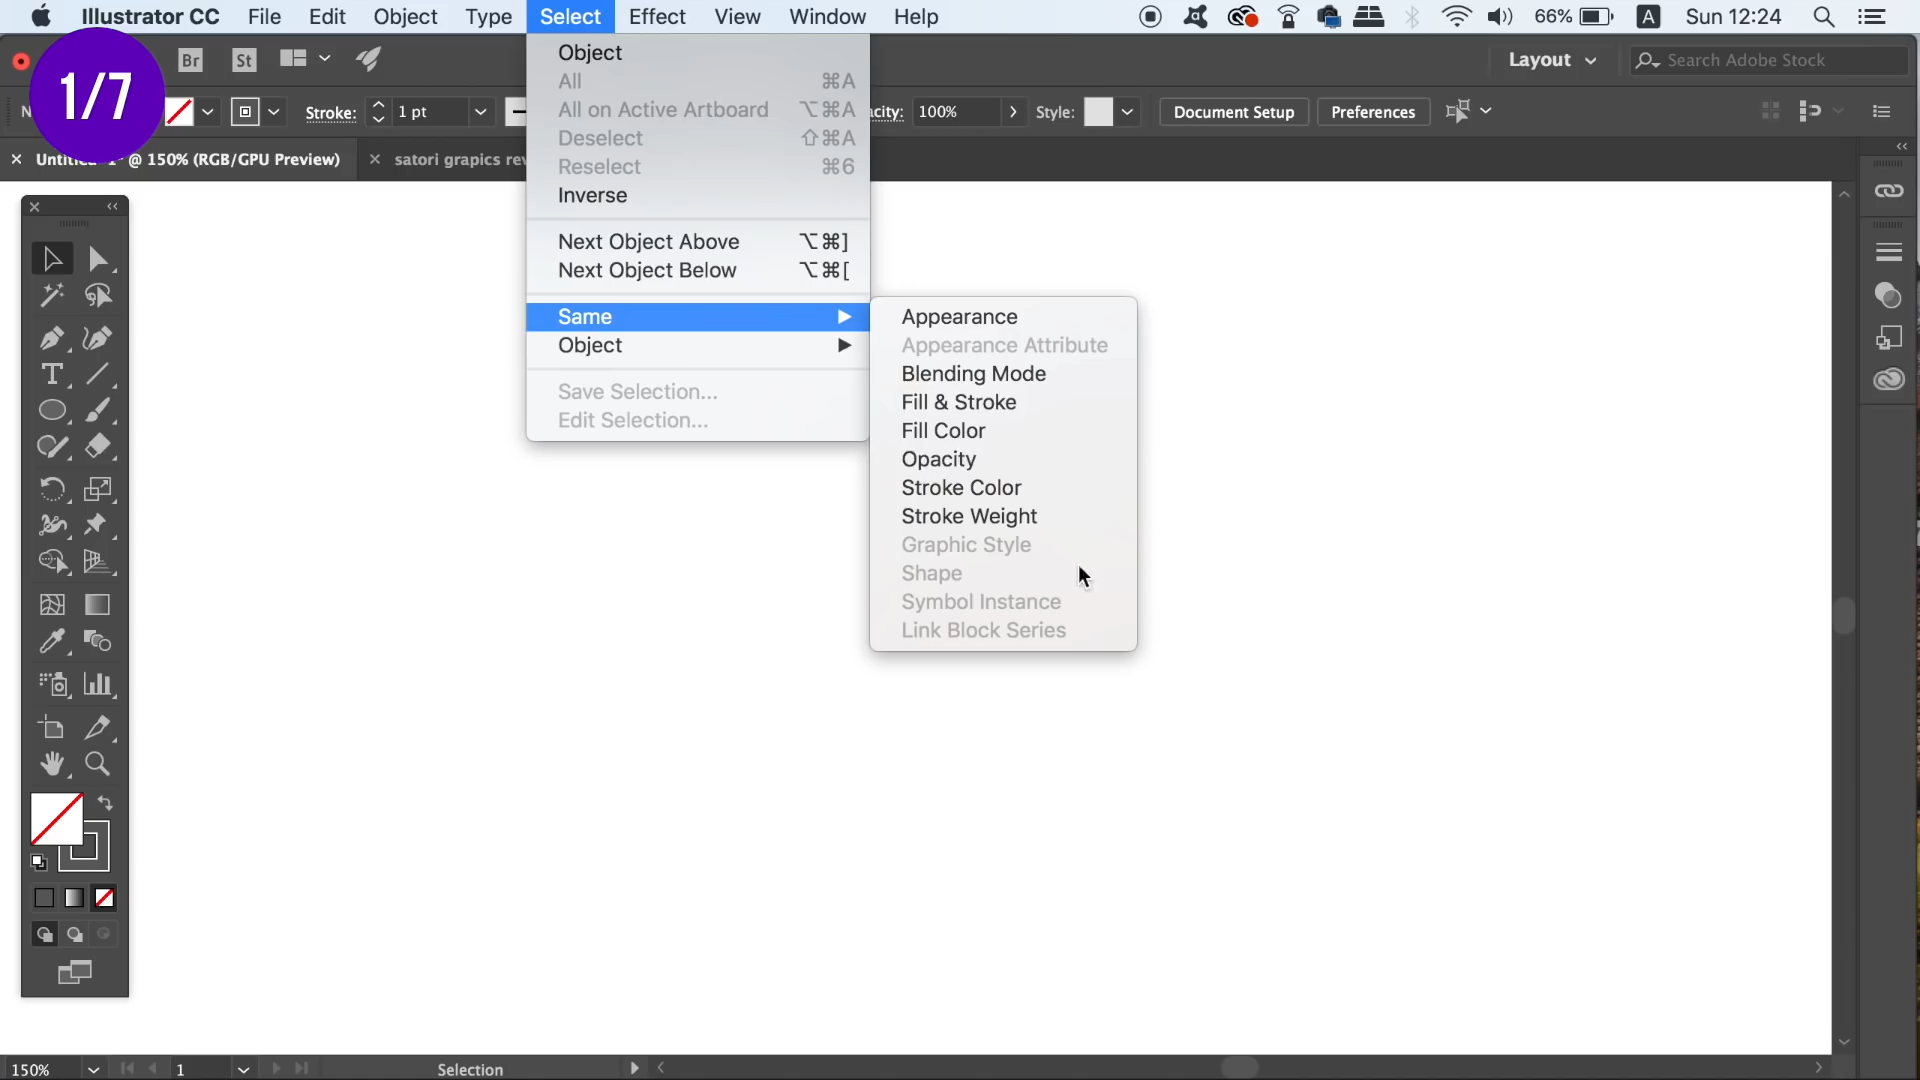 Illustrator CC File Edit Object Type Select Effect View Window Help 66% A Sun 12:24
1/7
Br St Layout Search Adobe Stock
Stroke: 1 pt 100% Style: Document Setup Preferences
@ 150% (RGB/GPU Preview) satori grapics
Object
All ⌘A
All on Active Artboard ⌥⌘A
Deselect ⇧⌘A
Reselect ⌘6
Inverse
Next Object Above ⌥⌘]
Next Object Below ⌥⌘[
Same
Object
Save Selection...
Edit Selection...
Appearance
Appearance Attribute
Blending Mode
Fill & Stroke
Fill Color
Opacity
Stroke Color
Stroke Weight
Graphic Style
Shape
Symbol Instance
Link Block Series
150% 1 Selection